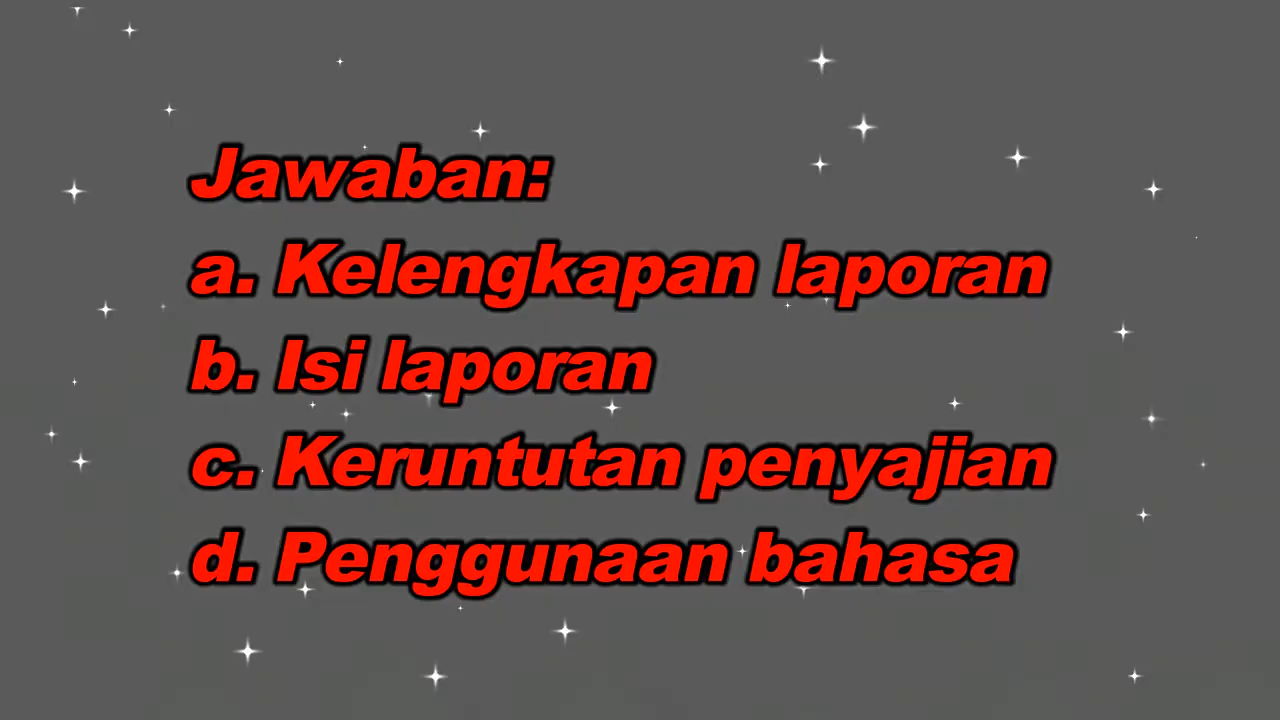 Jawaban:
a. Kelengkapan laporan
b. Isi laporan
c. Keruntutan penyajian
d. Penggunaan bahasa